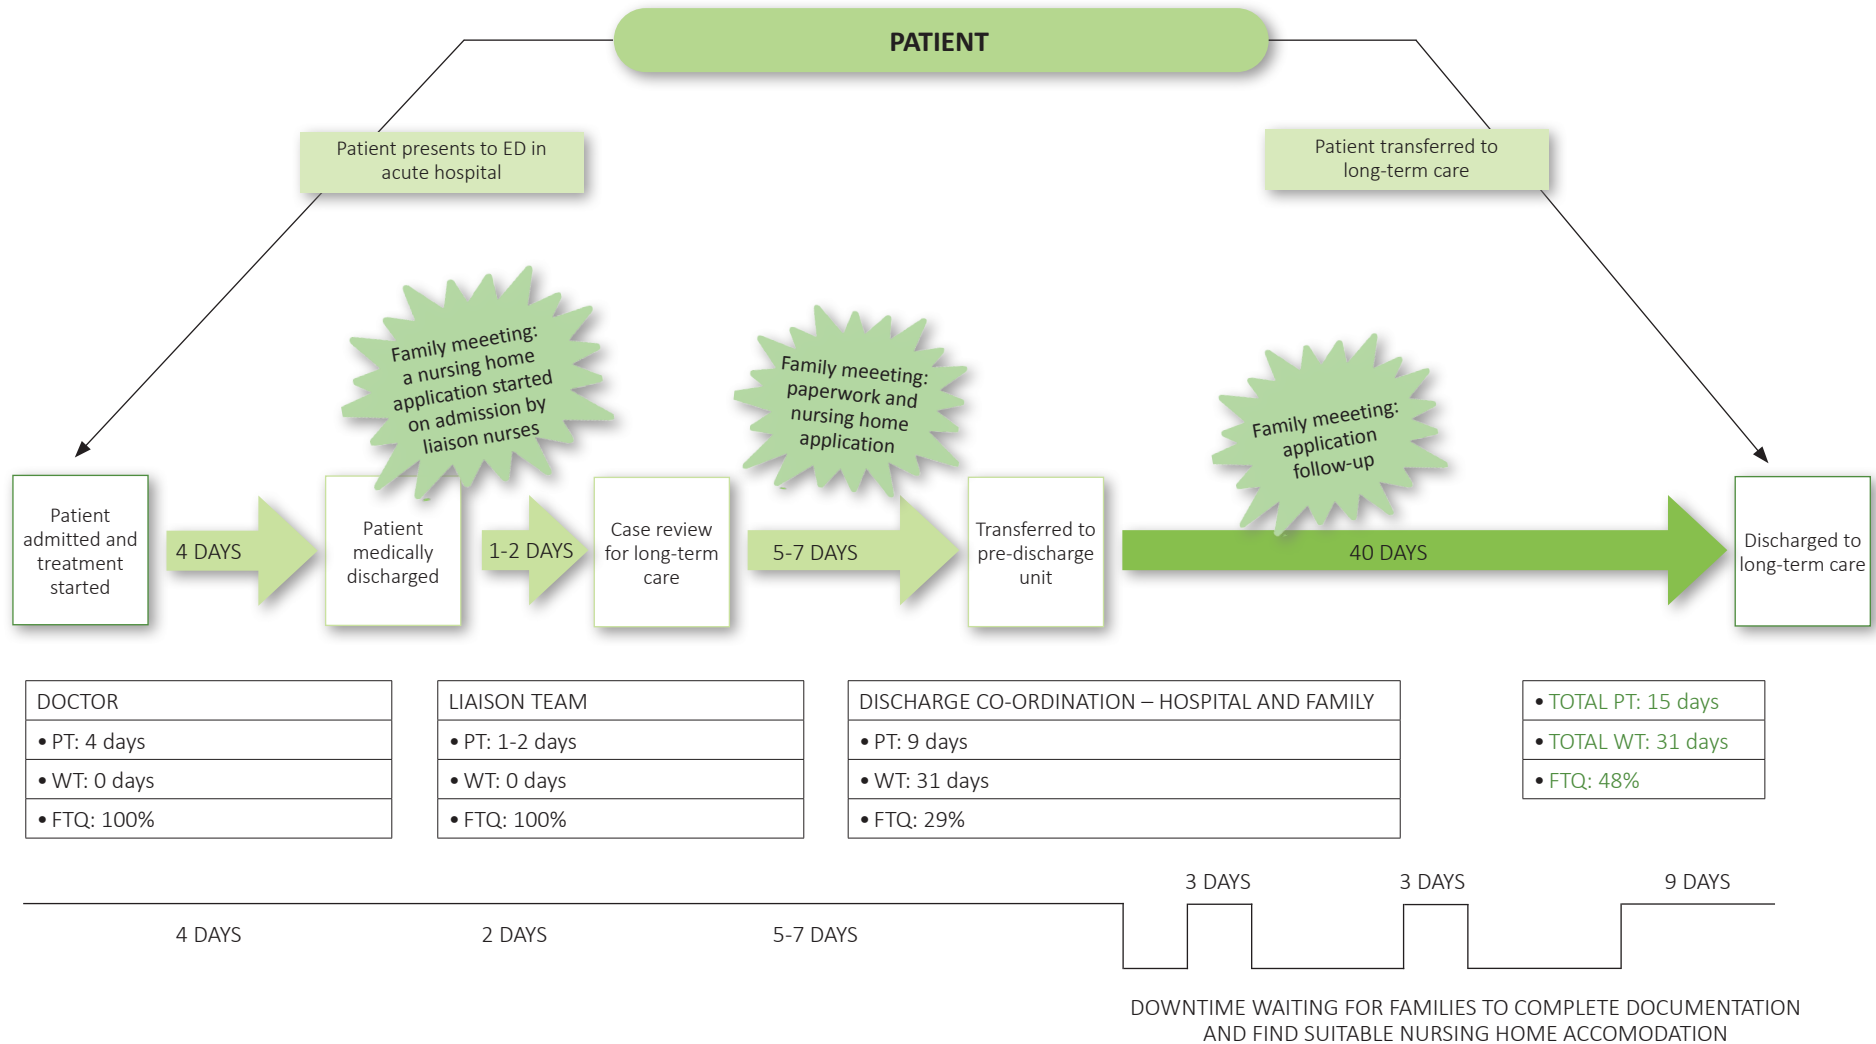 PATIENT
Patient presents to ED in
acute hospital
Patient transferred to
long-term care
Family meeeting:
a nursing home
application started
on admission by
liaison nurses
Family meeeting:
paperwork and
nursing home
application
Family meeeting:
application
follow-up
Patient
admitted and
treatment
started
4 DAYS
Patient
medically
discharged
1-2 DAYS
Case review
for long-term
care
5-7 DAYS
Transferred to
pre-discharge
unit
40 DAYS
Discharged to
long-term care
DOCTOR
• PT: 4 days
• WT: 0 days
• FTQ: 100%
LIAISON TEAM
• PT: 1-2 days
• WT: 0 days
• FTQ: 100%
DISCHARGE CO-ORDINATION – HOSPITAL AND FAMILY
• PT: 9 days
• WT: 31 days
• FTQ: 29%
• TOTAL PT: 15 days
• TOTAL WT: 31 days
• FTQ: 48%
3 DAYS
3 DAYS
9 DAYS
4 DAYS
2 DAYS
5-7 DAYS
DOWNTIME WAITING FOR FAMILIES TO COMPLETE DOCUMENTATION
AND FIND SUITABLE NURSING HOME ACCOMODATION